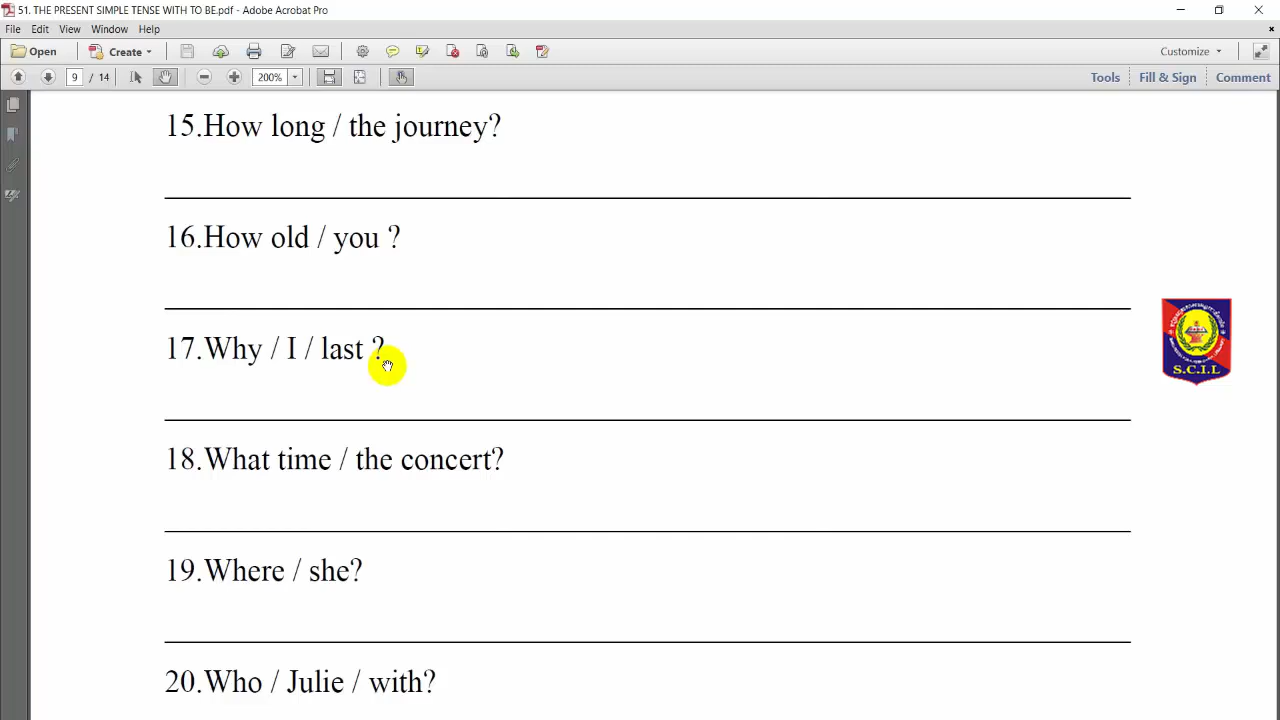 51. THE PRESENT SIMPLE TENSE WITH TO BE.pdf - Adobe Acrobat Pro
File Edit View Window Help
Open Create Customize
9 / 14 200% Tools Fill & Sign Comment
15.How long / the journey?
16.How old / you ?
17.Why / I / last ?
S.C.I.L
18.What time / the concert?
19.Where / she?
20.Who / Julie / with?